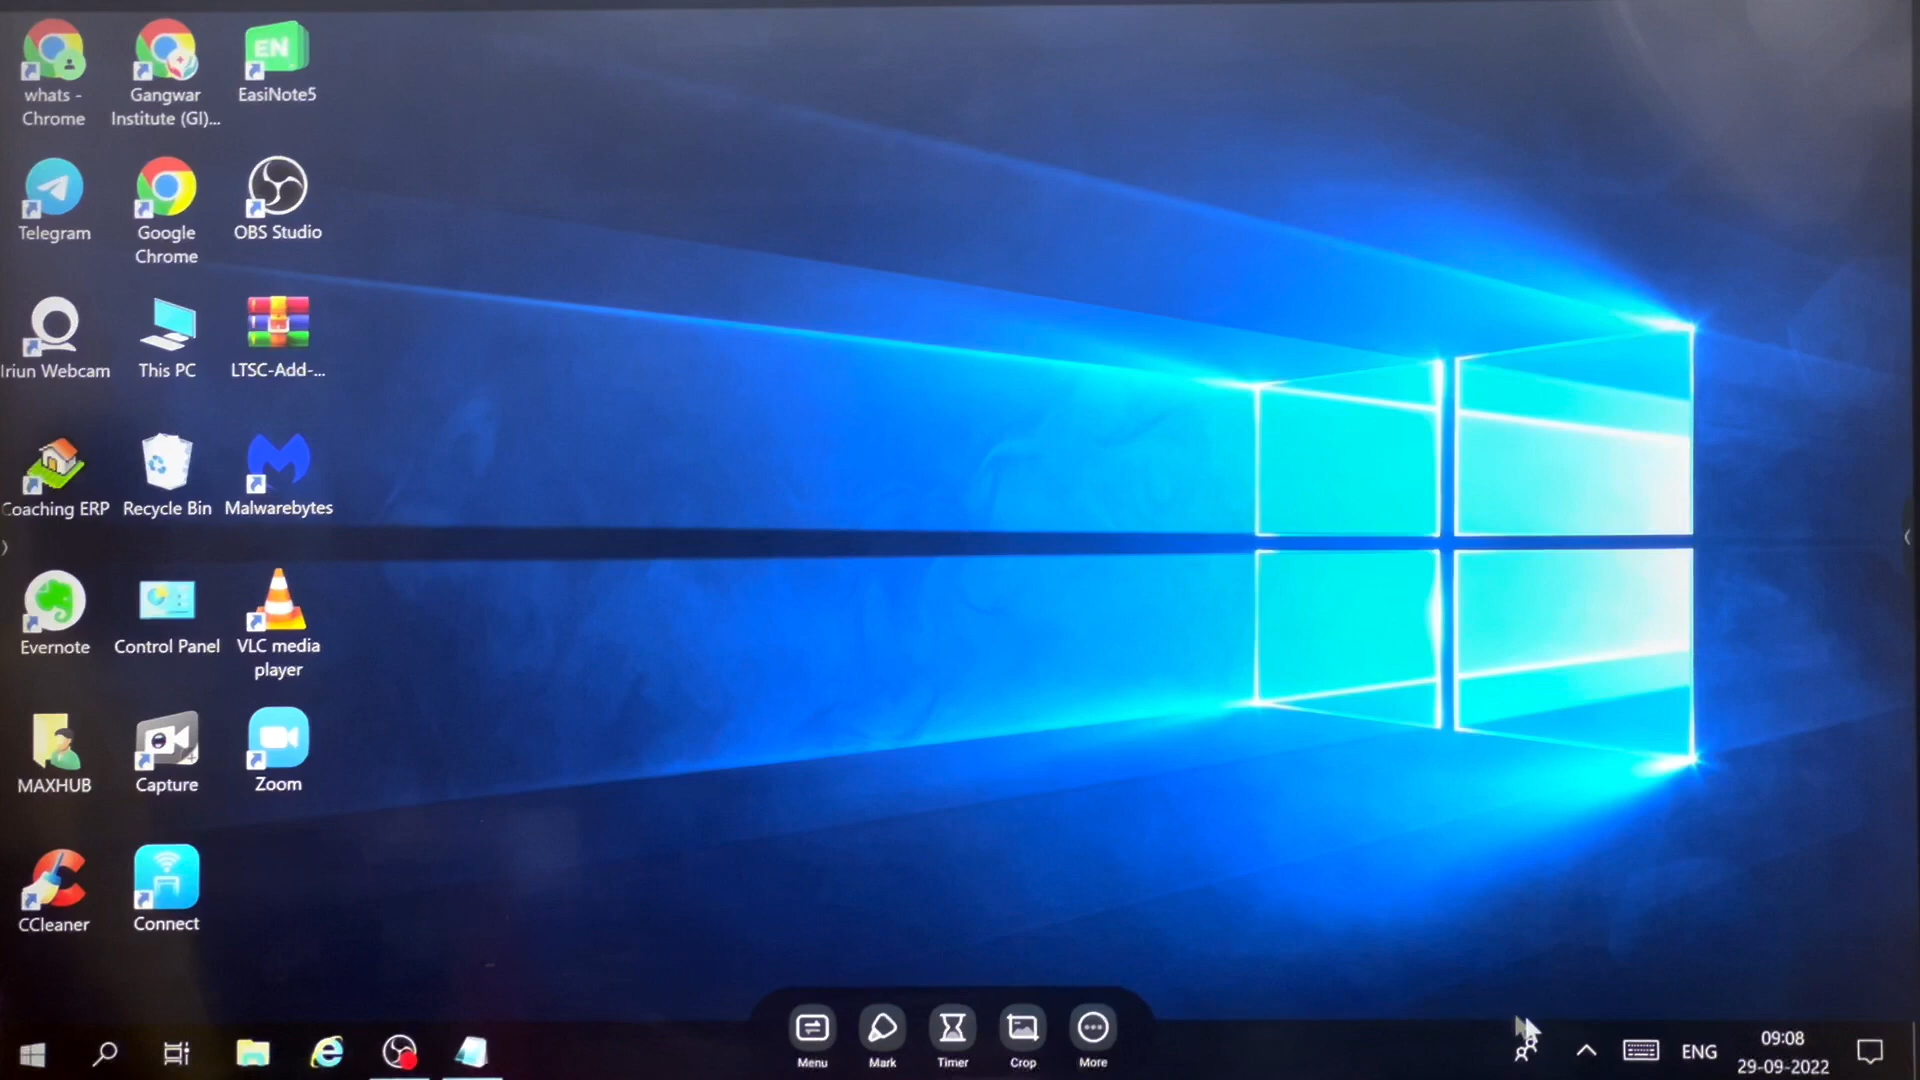 whats -
Chrome
Gangwar
Institute (GI)...
EN
EasiNote5
Telegram
Google
Chrome
OBS Studio
Iriun Webcam
This PC
LTSC-Add-...
Coaching ERP
Recycle Bin
Malwarebytes
Evernote
Control Panel
VLC media
player
MAXHUB
Capture
Zoom
CCleaner
Connect
Menu
Mark
Timer
Crop
More
ENG
09:08
29-09-2022